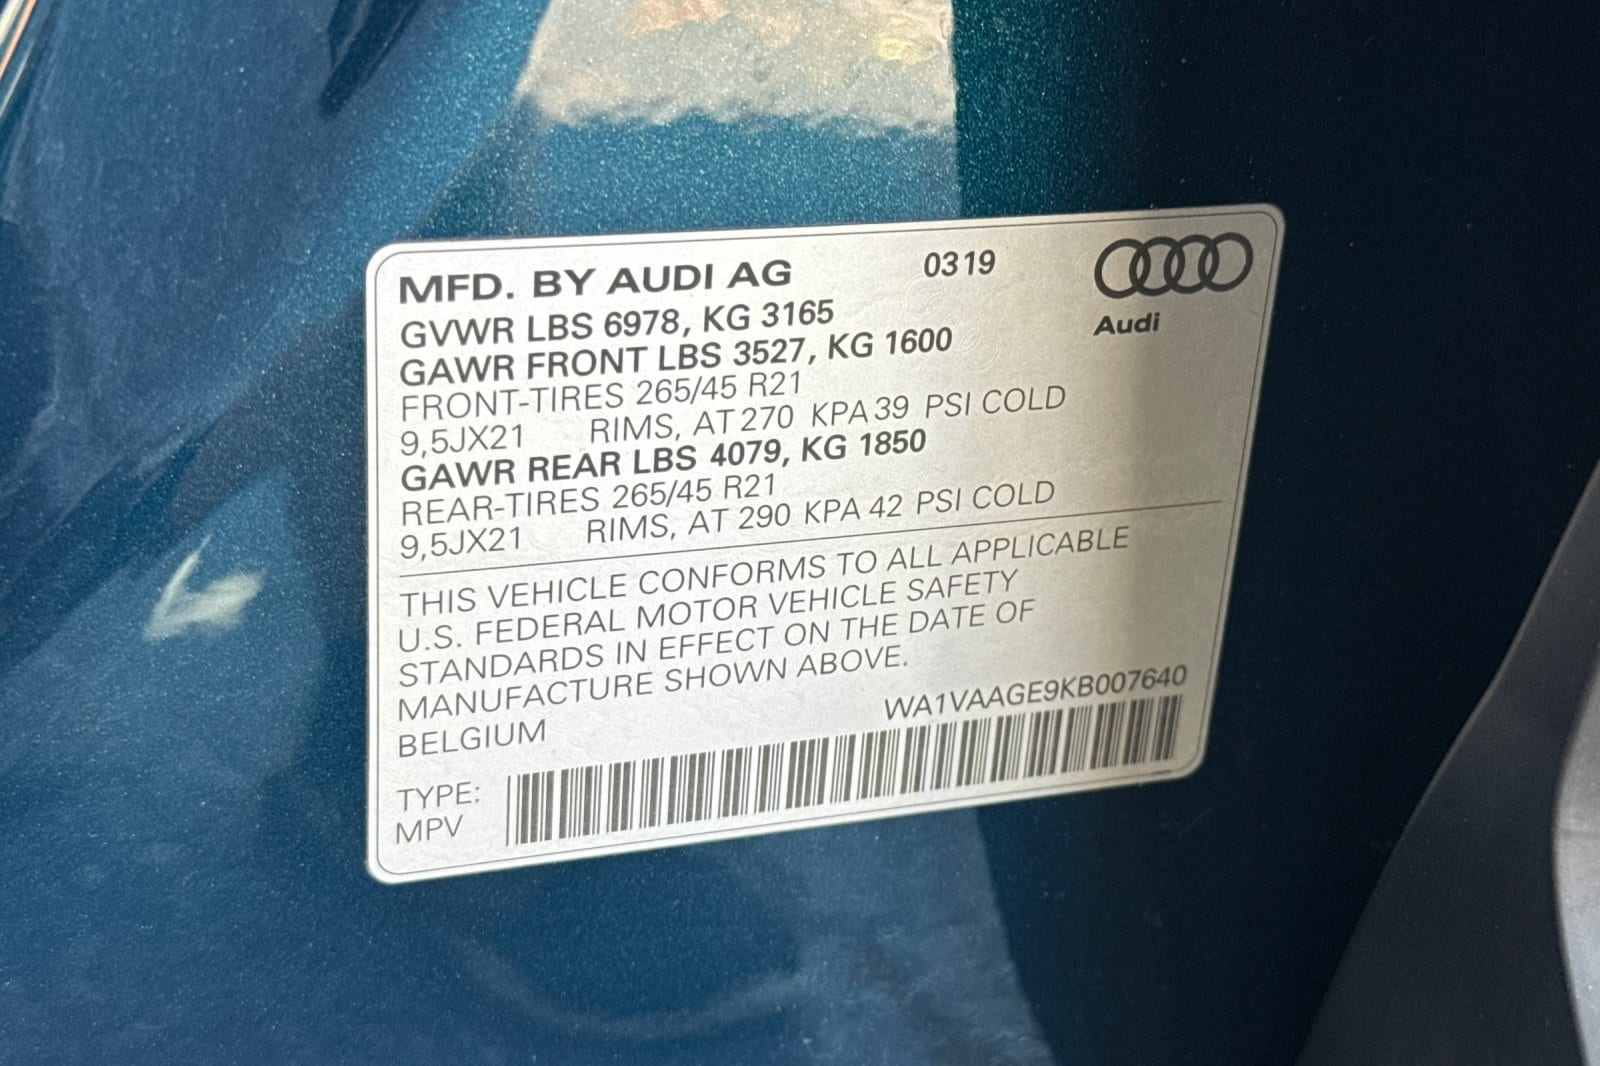 MFD. BY AUDI AG 0319
GVWR LBS 6978, KG 3165
Audi
GAWR FRONT LBS 3527, KG 1600
FRONT-TIRES 265/45 R21
9,5JX21 RIMS, AT 270 KPA 39 PSI COLD
GAWR REAR LBS 4079, KG 1850
REAR-TIRES 265/45 R21
9,5JX21 RIMS, AT 290 KPA 42 PSI COLD
THIS VEHICLE CONFORMS TO ALL APPLICABLE
U.S. FEDERAL MOTOR VEHICLE SAFETY
STANDARDS IN EFFECT ON THE DATE OF
MANUFACTURE SHOWN ABOVE.
BELGIUM WA1VAAGE9KB007640
TYPE:
MPV